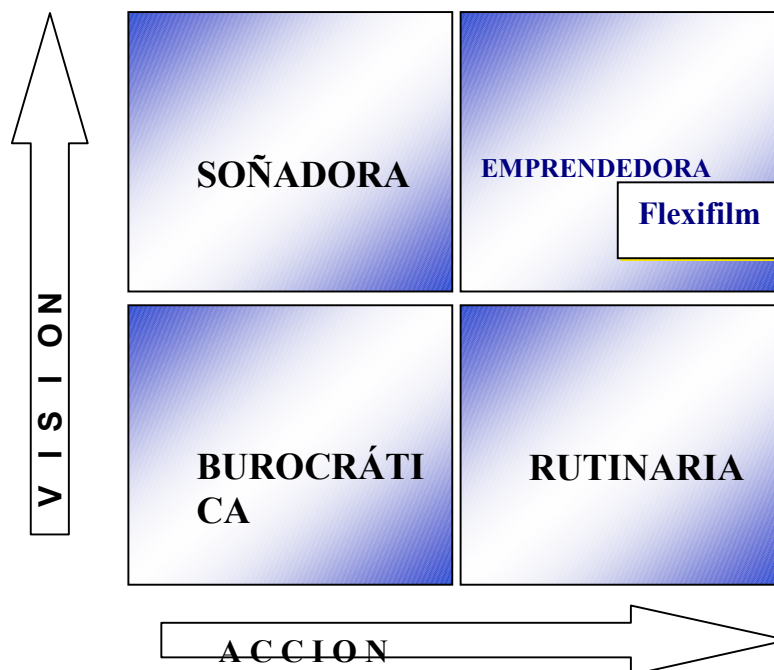 SOÑADORA
EMPRENDEDORA
Flexifilm
V I S I O N
BUROCRÁTI
CA
RUTINARIA
A C C I O N